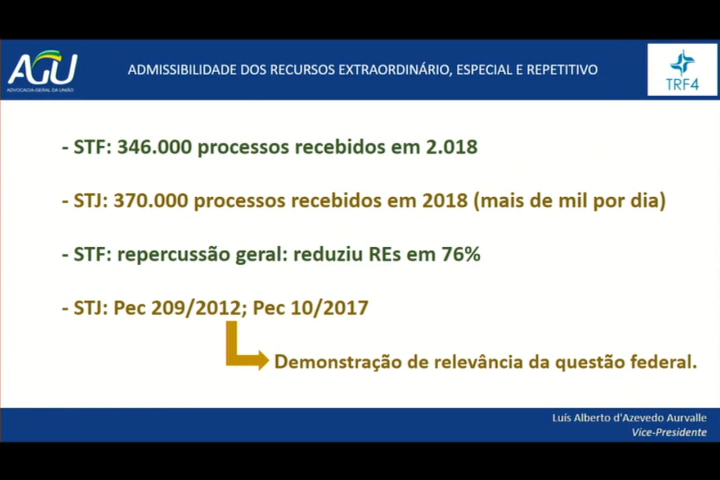 AGU
ADVOCACIA-GERAL DA UNIÃO
ADMISSIBILIDADE DOS RECURSOS EXTRAORDINÁRIO, ESPECIAL E REPETITIVO
TRF4
- STF: 346.000 processos recebidos em 2.018
- STJ: 370.000 processos recebidos em 2018 (mais de mil por dia)
- STF: repercussão geral: reduziu REs em 76%
- STJ: Pec 209/2012; Pec 10/2017
Demonstração de relevância da questão federal.
Luís Alberto d'Azevedo Aurvalle
Vice-Presidente